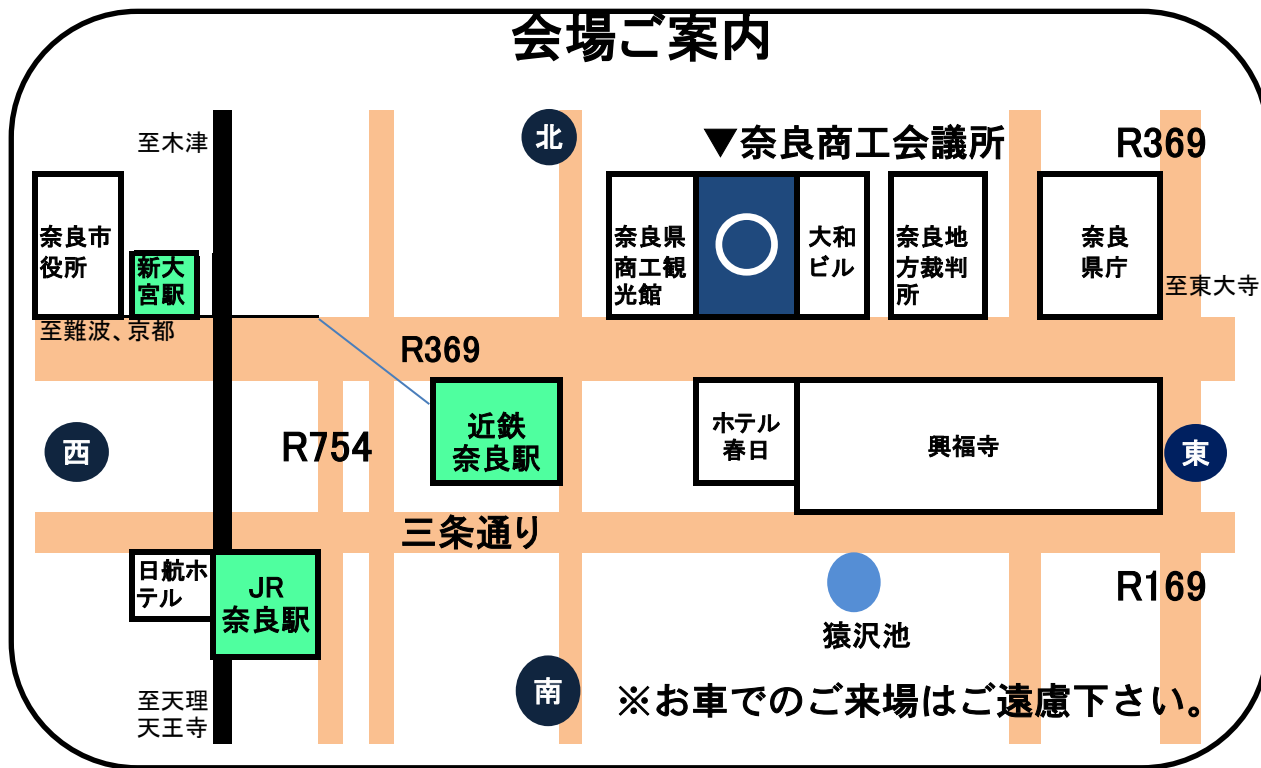 会場ご案内
至木津
北
▼奈良商工会議所
R369
奈良市
役所
新大
宮駅
奈良県
商工観
光館
大和
ビル
奈良地
方裁判
所
奈良
県庁
至東大寺
至難波、京都
R369
西
R754
近鉄
奈良駅
ホテル
春日
興福寺
東
三条通り
日航ホ
テル
JR
奈良駅
R169
猿沢池
南
至天理
天王寺
※お車でのご来場はご遠慮下さい。